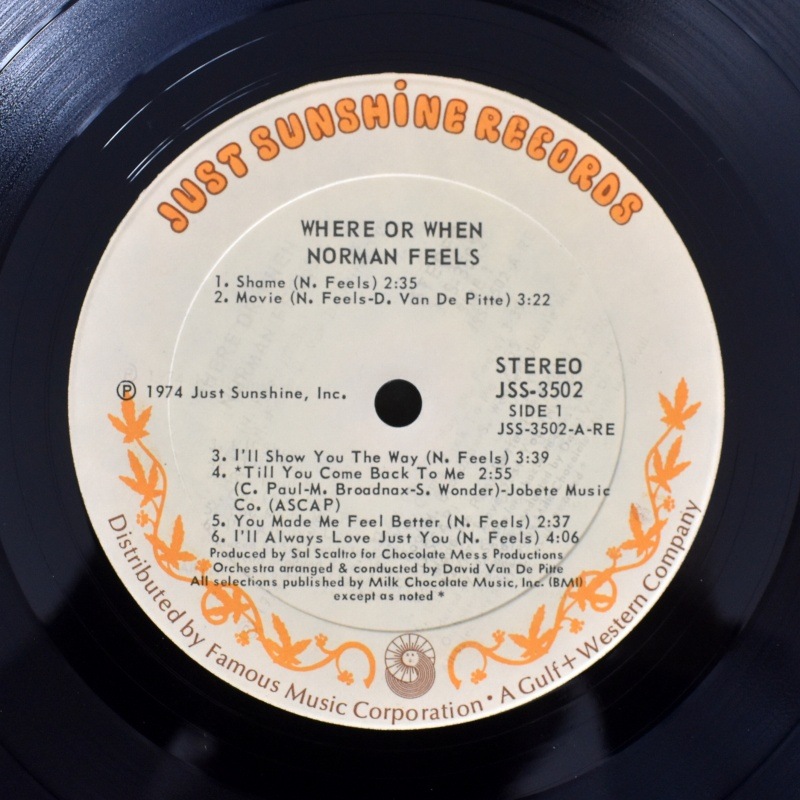 JUST SUNSHiNE RECORDS
WHERE OR WHEN
NORMAN FEELS
1. Shame (N. Feels) 2:35
2. Movie (N. Feels-D. Van De Pitte) 3:22
STEREO
Ⓟ 1974 Just Sunshine, Inc.
JSS-3502
SIDE 1
JSS-3502-A-RE
3. I'll Show You The Way (N. Feels) 3:39
4. *Till You Come Back To Me 2:55
(C. Paul-M. Broadnax-S. Wonder)-Jobete Music
Co. (ASCAP)
5. You Made Me Feel Better (N. Feels) 2:37
6. I'll Always Love Just You (N. Feels) 4:06
Produced by Sal Scaltro for Chocolate Mess Productions
Orchestra arranged & conducted by David Van De Pitte
All selections published by Milk Chocolate Music, Inc. (BMI)
except as noted *
Distributed by Famous Music Corporation • A Gulf+Western Company